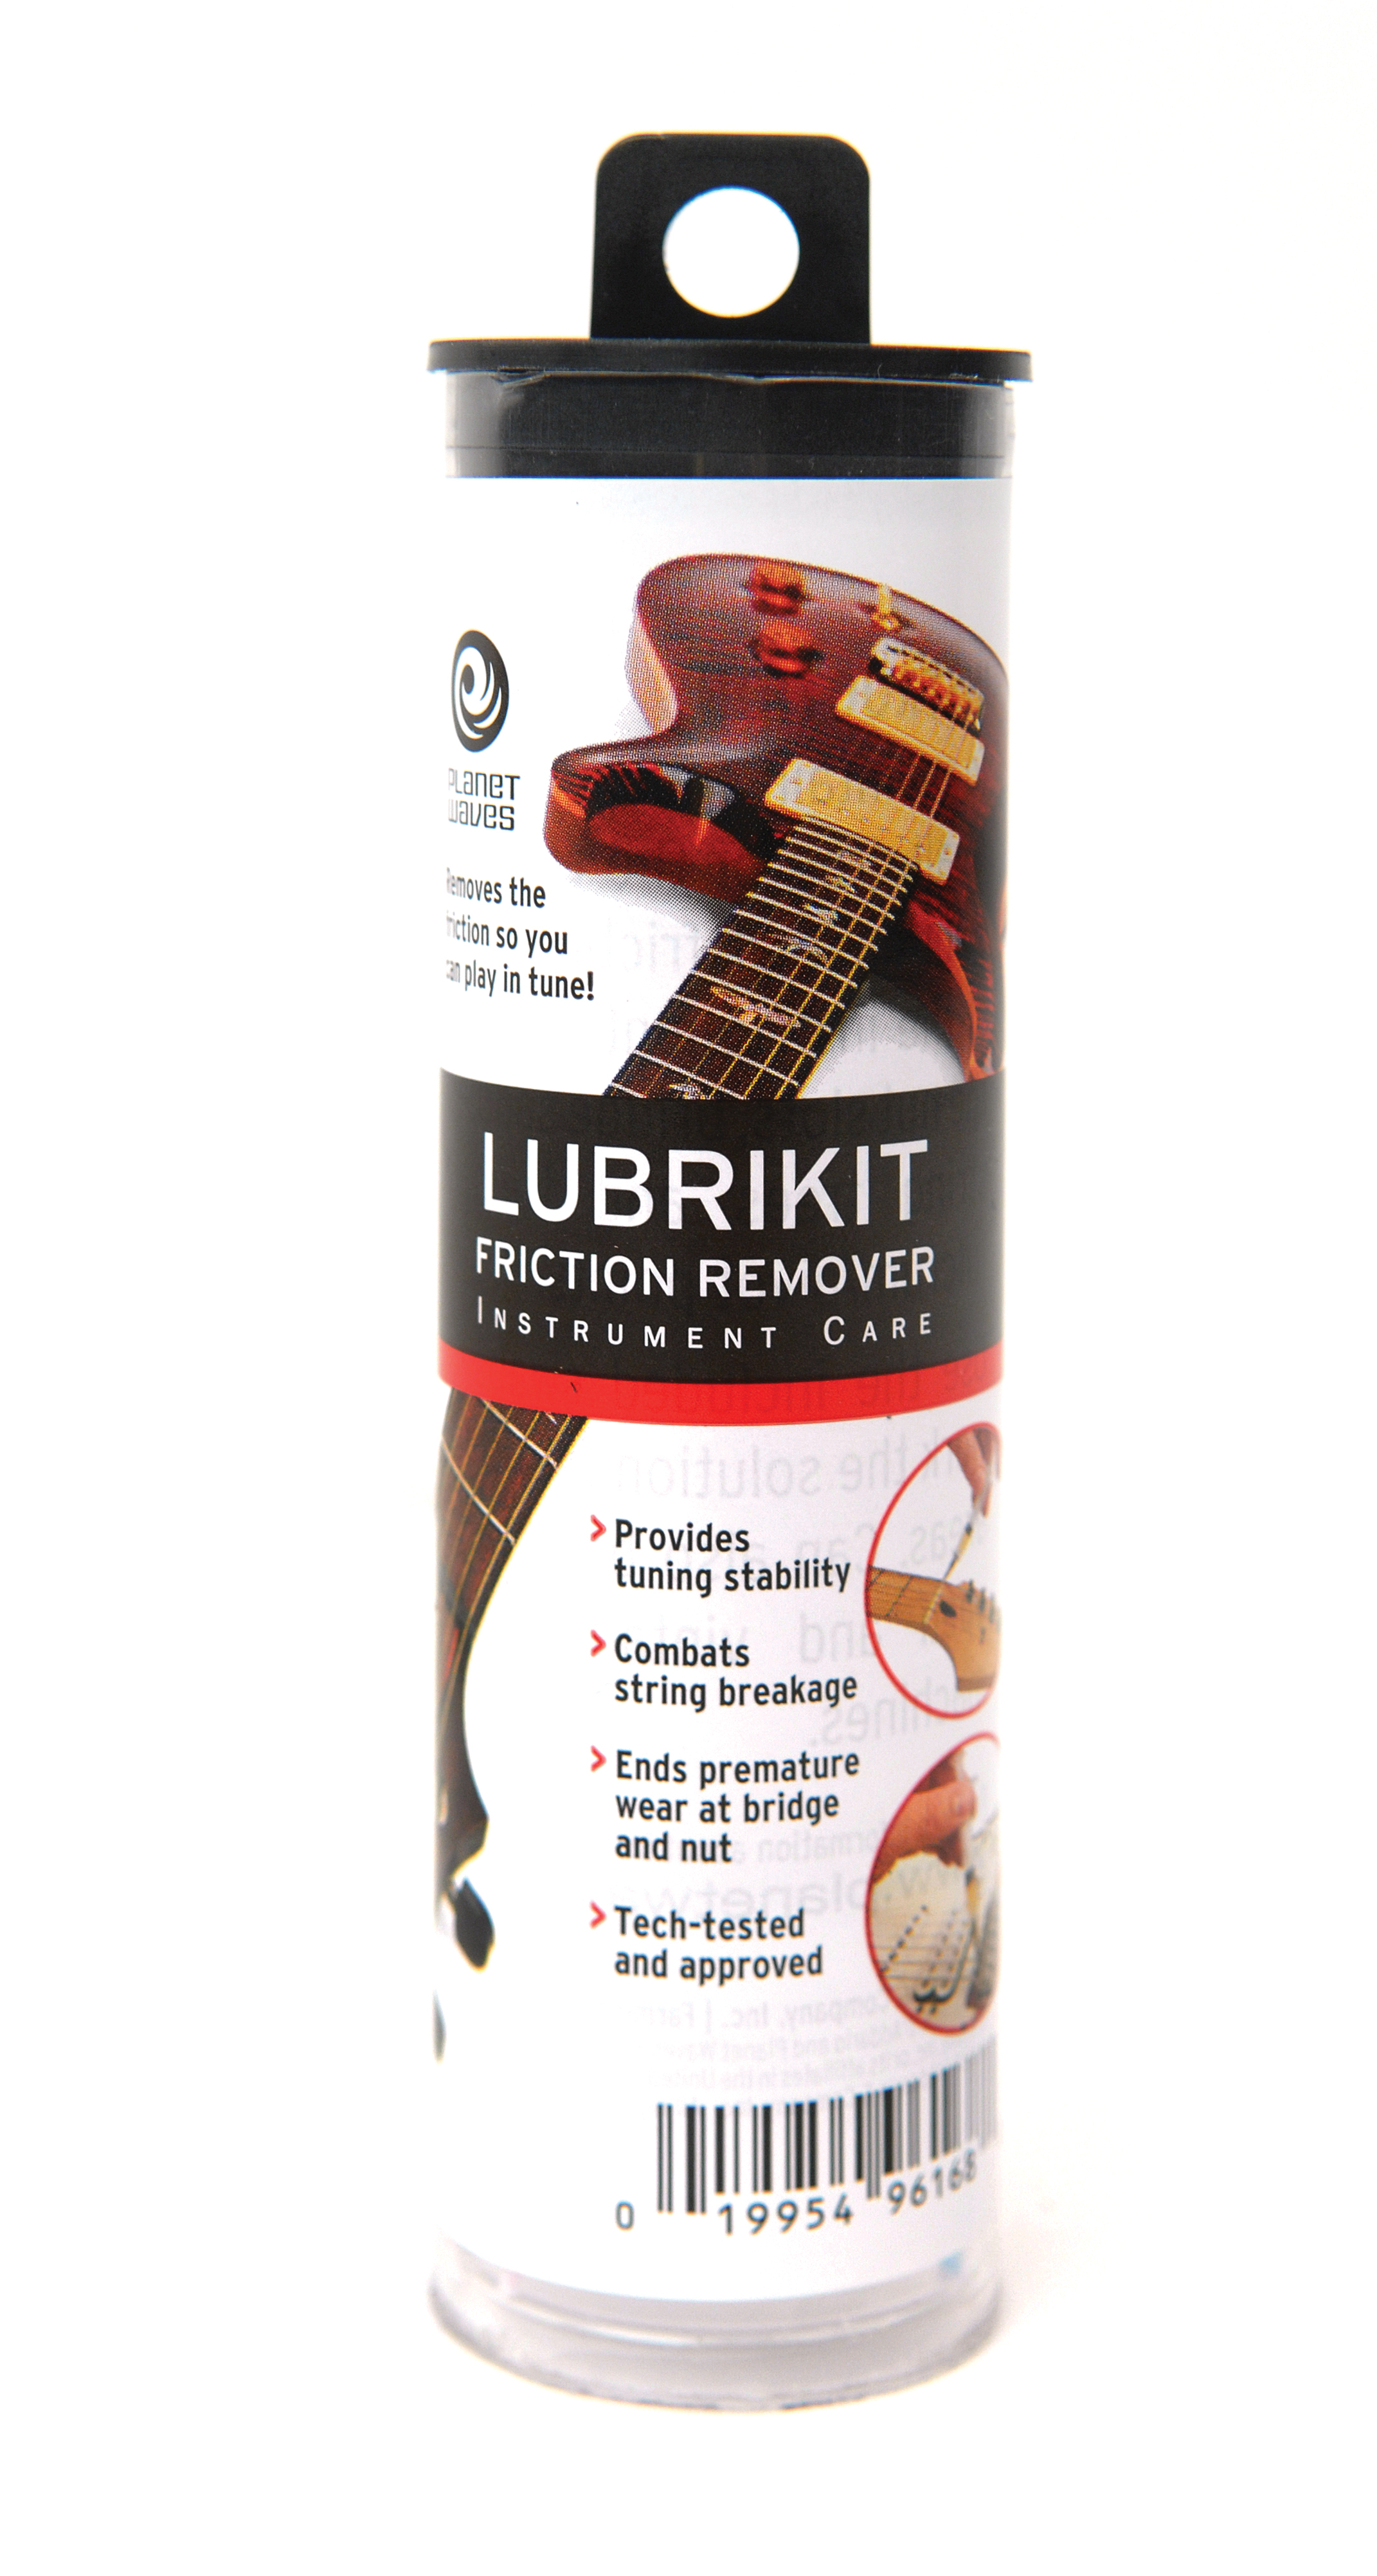 PLANET
WAVES
Removes the
friction so you
can play in tune!
LUBRIKIT
FRICTION REMOVER
INSTRUMENT CARE
> Provides
tuning stability
> Combats
string breakage
> Ends premature
wear at bridge
and nut
> Tech-tested
and approved
0 19954 96168